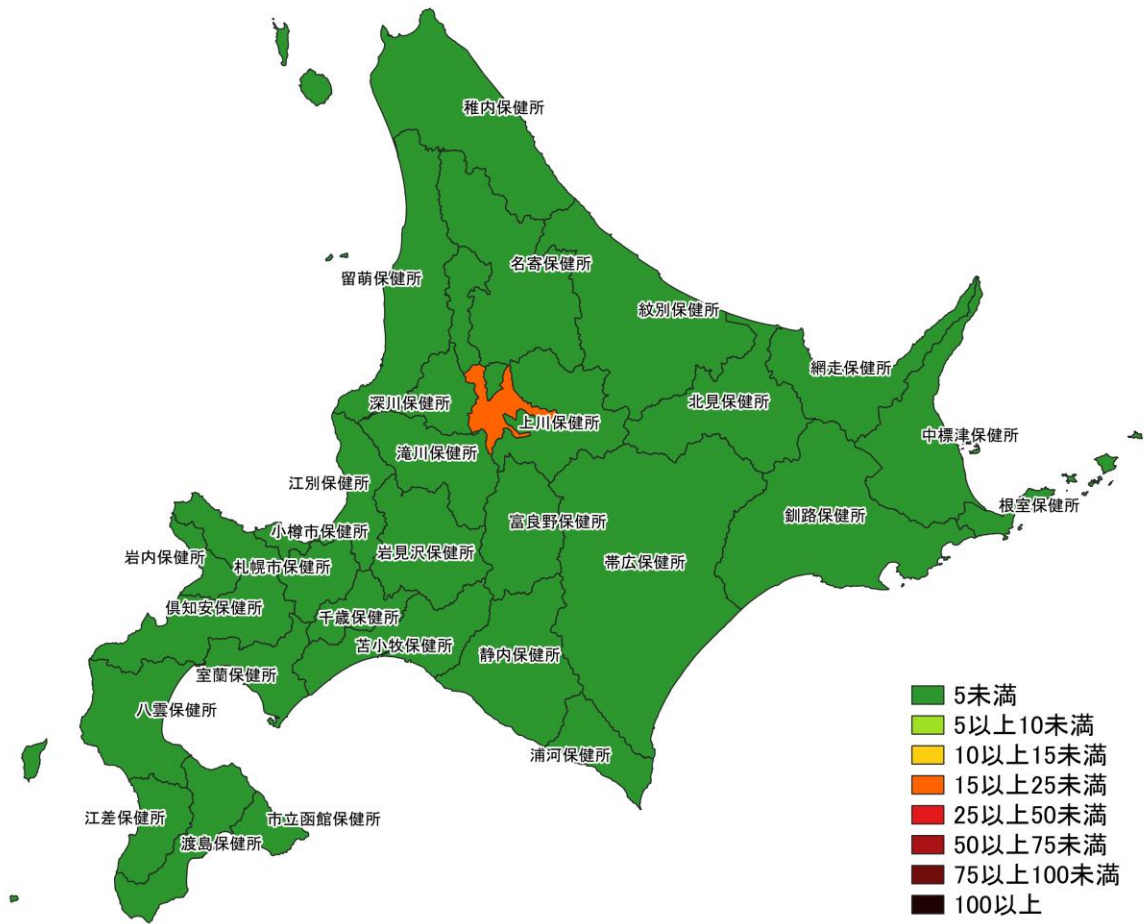 稚内保健所
名寄保健所
留萌保健所
紋別保健所
網走保健所
深川保健所
北見保健所
上川保健所
中標津保健所
滝川保健所
江別保健所
根室保健所
富良野保健所
釧路保健所
小樽市保健所
岩見沢保健所
岩内保健所
帯広保健所
札幌市保健所
倶知安保健所
千歳保健所
苫小牧保健所
静内保健所
室蘭保健所
八雲保健所
浦河保健所
江差保健所
市立函館保健所
渡島保健所
5未満
5以上10未満
10以上15未満
15以上25未満
25以上50未満
50以上75未満
75以上100未満
100以上